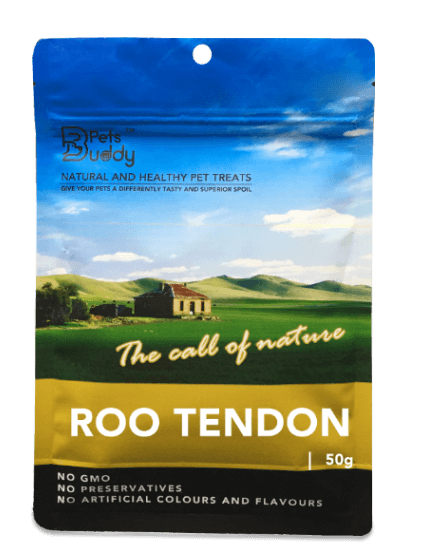 Pets
Buddy
NATURAL AND HEALTHY PET TREATS
GIVE YOUR PETS A DIFFERENTLY TASTY AND SUPERIOR SPOIL
The call of nature
ROO TENDON
| 50g
NO GMO
NO PRESERVATIVES
NO ARTIFICIAL COLOURS AND FLAVOURS